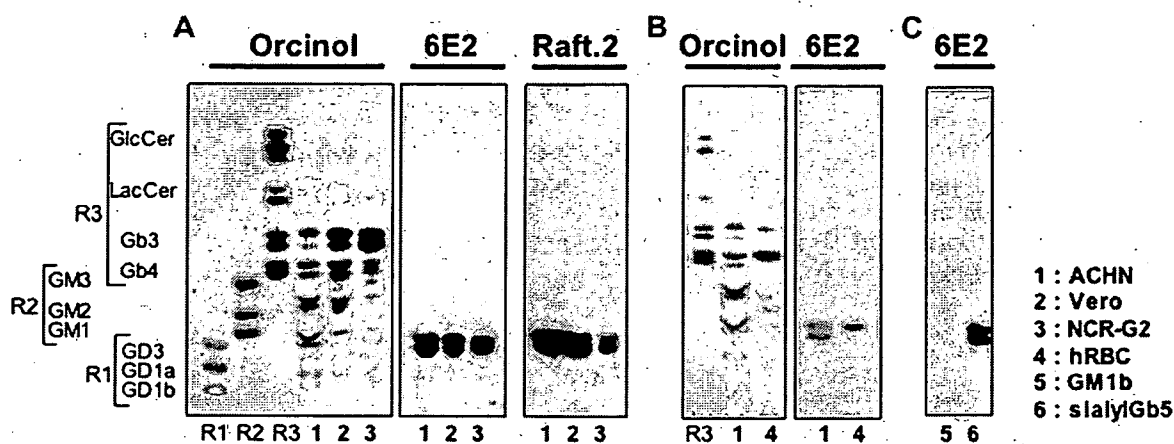 A
Orcinol
6E2
Raft.2
B
Orcinol
6E2
C
6E2
R3
GlcCer
LacCer
Gb3
Gb4
R2
GM3
GM2
GM1
R1
GD3
GD1a
GD1b
R1 R2 R3 1 2 3
1 2 3
1 2 3
R3 1 4
1 4
5 6
1 : ACHN
2 : Vero
3 : NCR-G2
4 : hRBC
5 : GM1b
6 : slalylGb5